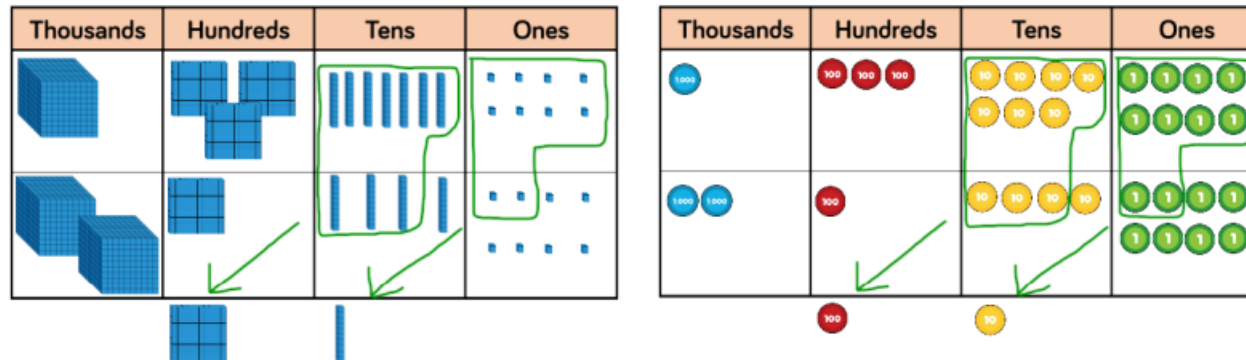 Thousands Hundreds Tens Ones
Thousands Hundreds Tens Ones
1000 100 100 100 10 10 10 10 1 1 1 1
10 10 10 1 1 1 1
1000 1000 100 10 10 10 10 1 1 1 1
1 1 1 1
100 10